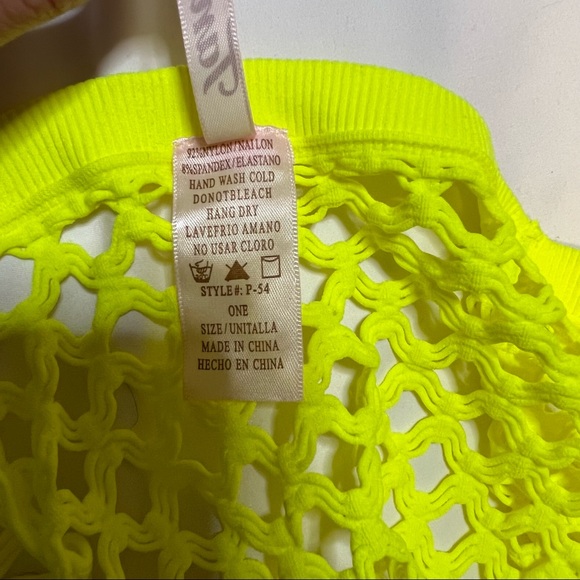 92%NYLON/NAILON
8%SPANDEX/ELASTANO
HAND WASH COLD
DONOTBLEACH
HANG DRY
LAVEFRIO AMANO
NO USAR CLORO
STYLE#: P-54
ONE
SIZE/UNITALLA
MADE IN CHINA
HECHO EN CHINA